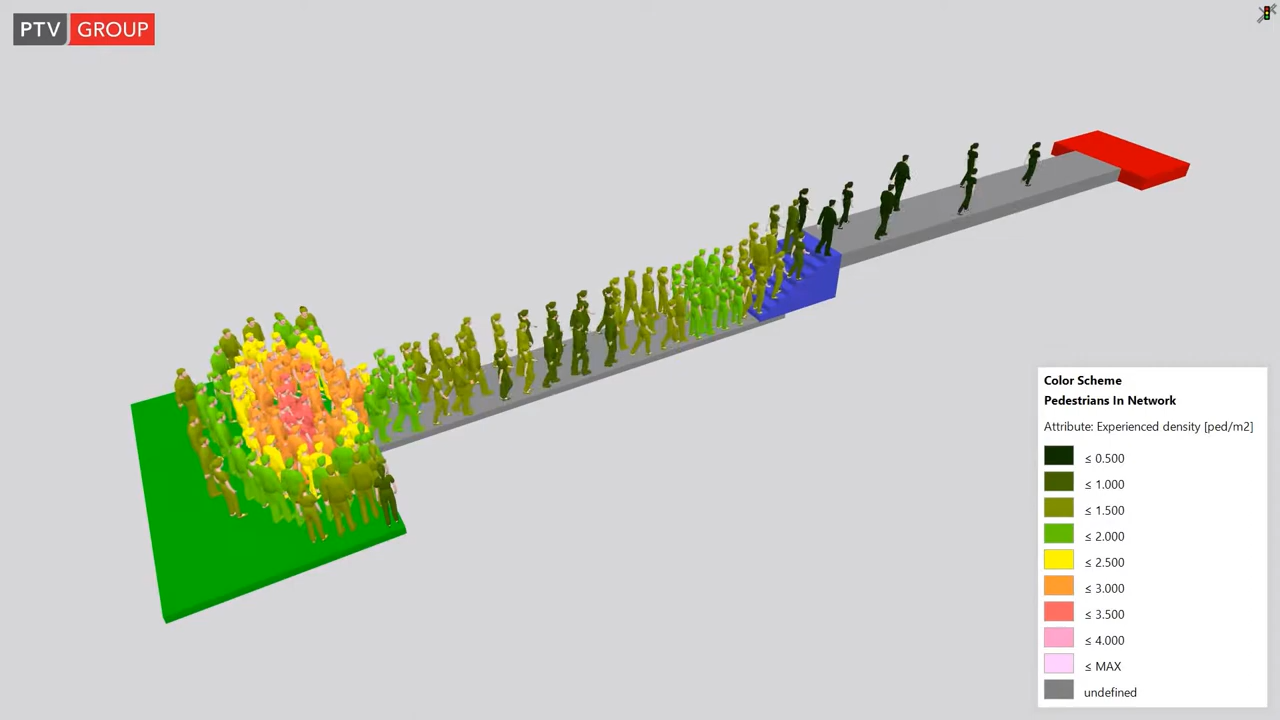 PTV GROUP
Color Scheme
Pedestrians In Network
Attribute: Experienced density [ped/m2]
≤ 0.500
≤ 1.000
≤ 1.500
≤ 2.000
≤ 2.500
≤ 3.000
≤ 3.500
≤ 4.000
≤ MAX
undefined